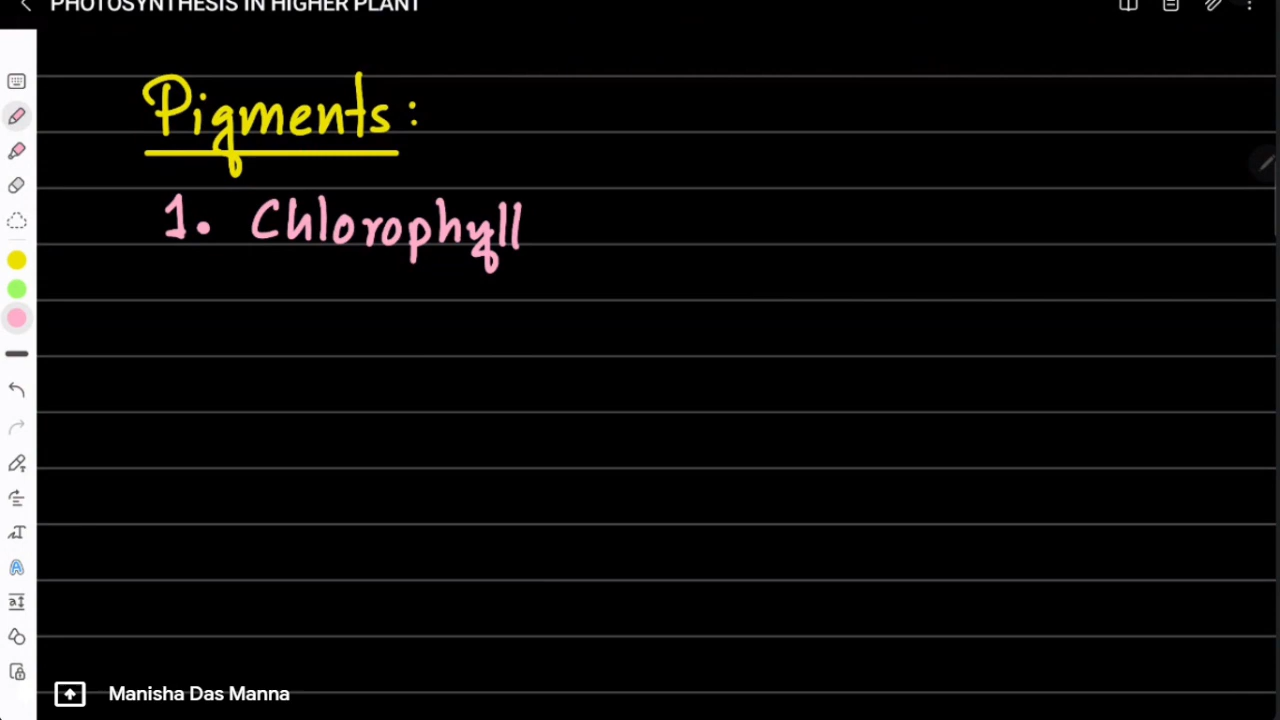 PHOTOSYNTHESIS IN HIGHER PLANT
Pigments:
1. Chlorophyll
Manisha Das Manna